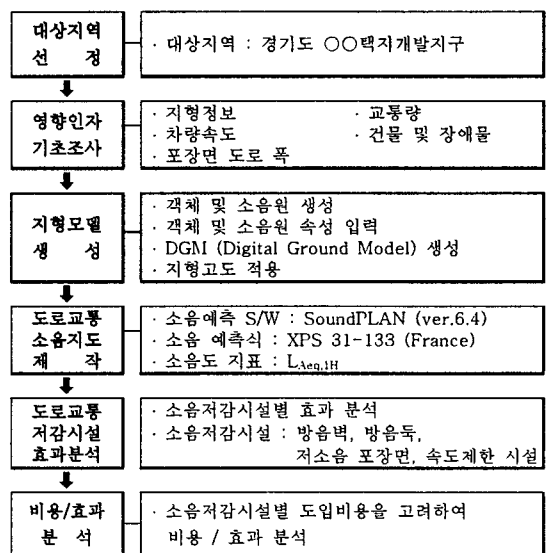 대상지역
선 정
· 대상지역 : 경기도 ○○택지개발지구
영향인자
기초조사
· 지형정보 · 교통량
· 차량속도 · 건물 및 장애물
· 포장면 도로 폭
지형모델
생 성
· 객체 및 소음원 생성
· 객체 및 소음원 속성 입력
· DGM (Digital Ground Model) 생성
· 지형고도 적용
도로교통
소음지도
제 작
· 소음예측 S/W : SoundPLAN (ver.6.4)
· 소음 예측식 : XPS 31-133 (France)
· 소음도 지표 : LAeq,1H
도로교통
저감시설
효과분석
· 소음저감시설별 효과 분석
· 소음저감시설 : 방음벽, 방음둑,
저소음 포장면, 속도제한 시설
비용/효과
분 석
· 소음저감시설별 도입비용을 고려하여
비용 / 효과 분석